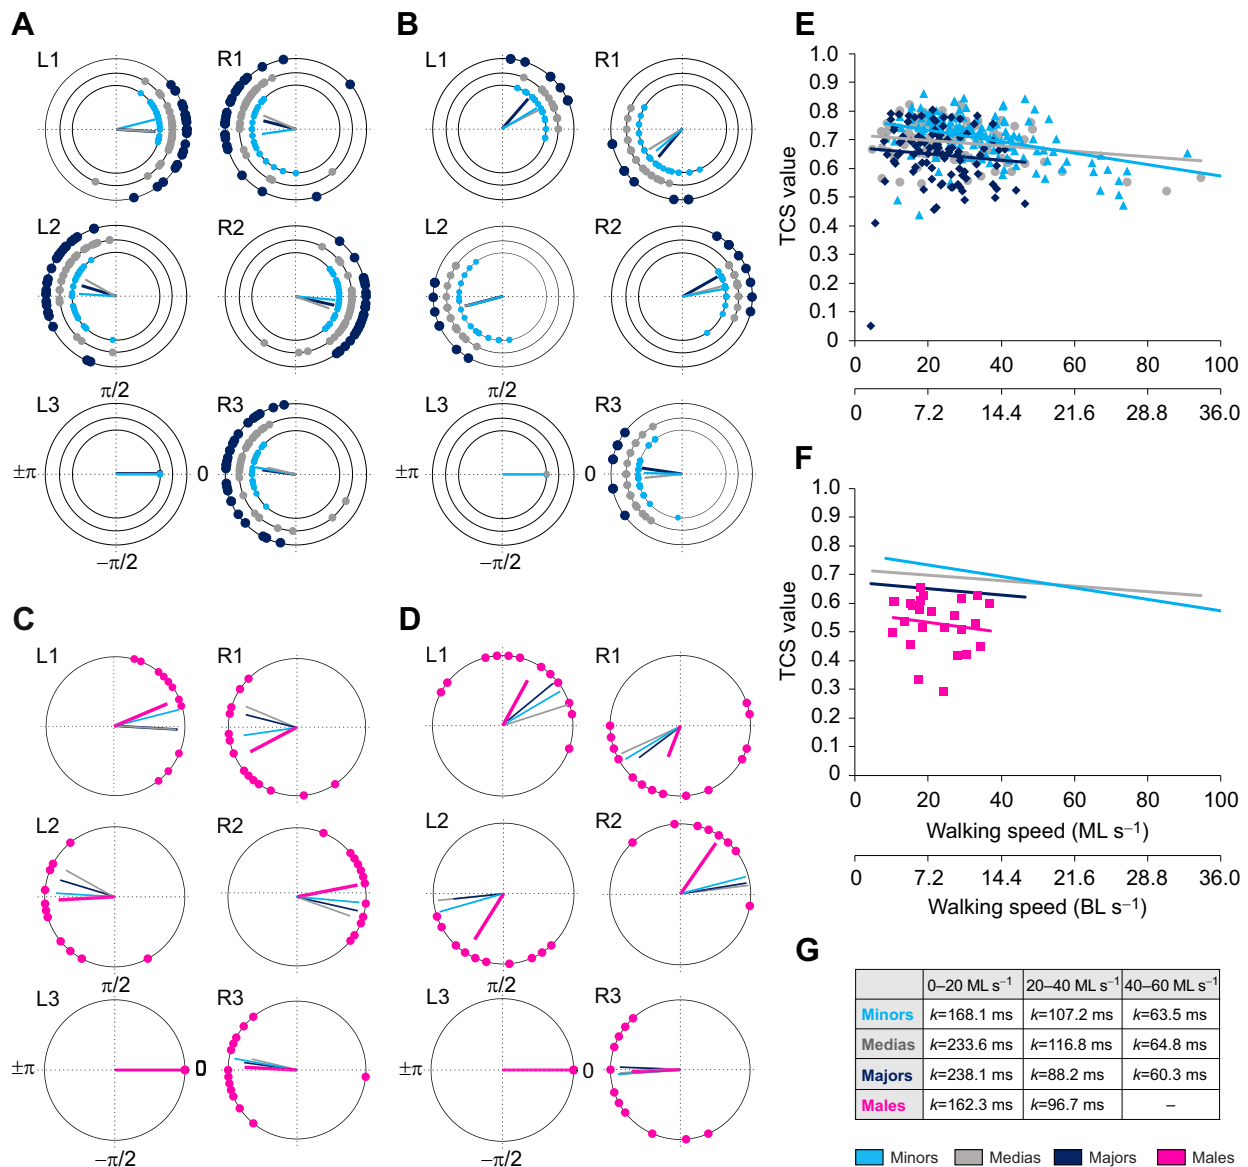 A
L1
R1
L2
R2
π/2
L3
R3
±π
0
−π/2
B
L1
R1
L2
R2
π/2
L3
R3
±π
0
−π/2
C
L1
R1
L2
R2
π/2
L3
R3
±π
0
−π/2
D
L1
R1
L2
R2
π/2
L3
R3
±π
0
−π/2
E
1.0
0.9
0.8
0.7
0.6
0.5
0.4
0.3
0.2
0.1
0
TCS value
0 20 40 60 80 100
0 7.2 14.4 21.6 28.8 36.0
F
1.0
0.9
0.8
0.7
0.6
0.5
0.4
0.3
0.2
0.1
0
TCS value
0 20 40 60 80 100
Walking speed (ML s−1)
0 7.2 14.4 21.6 28.8 36.0
Walking speed (BL s−1)
G
0–20 ML s−1 20–40 ML s−1 40–60 ML s−1
Minors k=168.1 ms k=107.2 ms k=63.5 ms
Medias k=233.6 ms k=116.8 ms k=64.8 ms
Majors k=238.1 ms k=88.2 ms k=60.3 ms
Males k=162.3 ms k=96.7 ms –
Minors Medias Majors Males